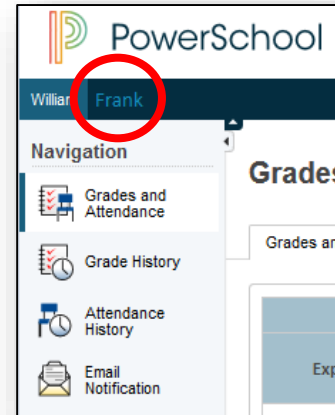 PowerSchool
Frank
Navigation
Grades and
Attendance
Grade History
Attendance
History
Email
Notification